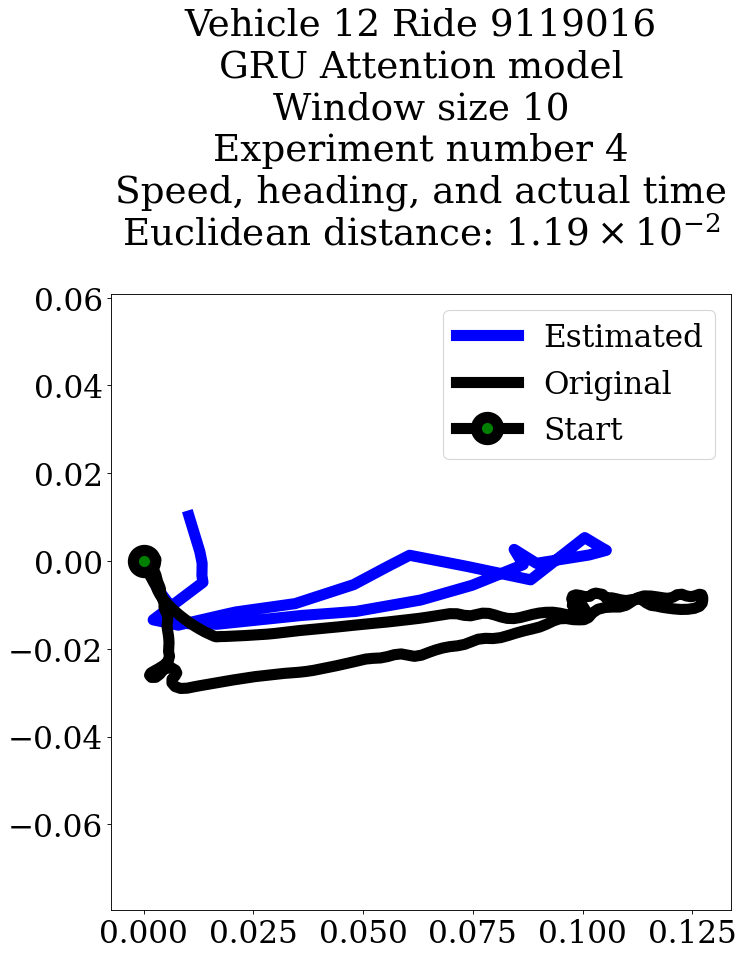 Vehicle 12 Ride 9119016
GRU Attention model
Window size 10
Experiment number 4
Speed, heading, and actual time
Euclidean distance: 1.19 × 10⁻²
Estimated
Original
Start
0.06
0.04
0.02
0.00
−0.02
−0.04
−0.06
0.000 0.025 0.050 0.075 0.100 0.125